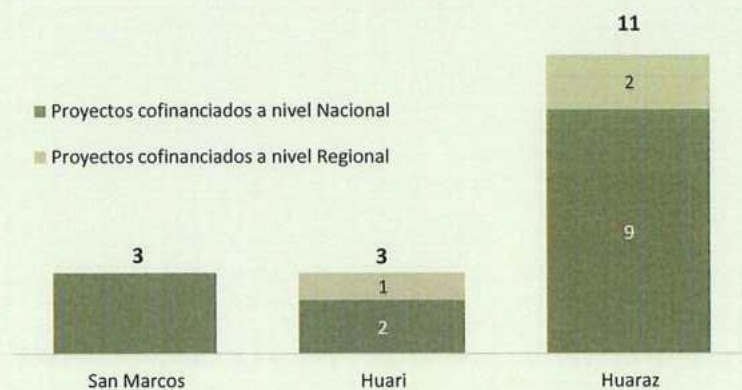 11
2
Proyectos cofinanciados a nivel Nacional
Proyectos cofinanciados a nivel Regional
9
3
3
1
2
San Marcos
Huari
Huaraz